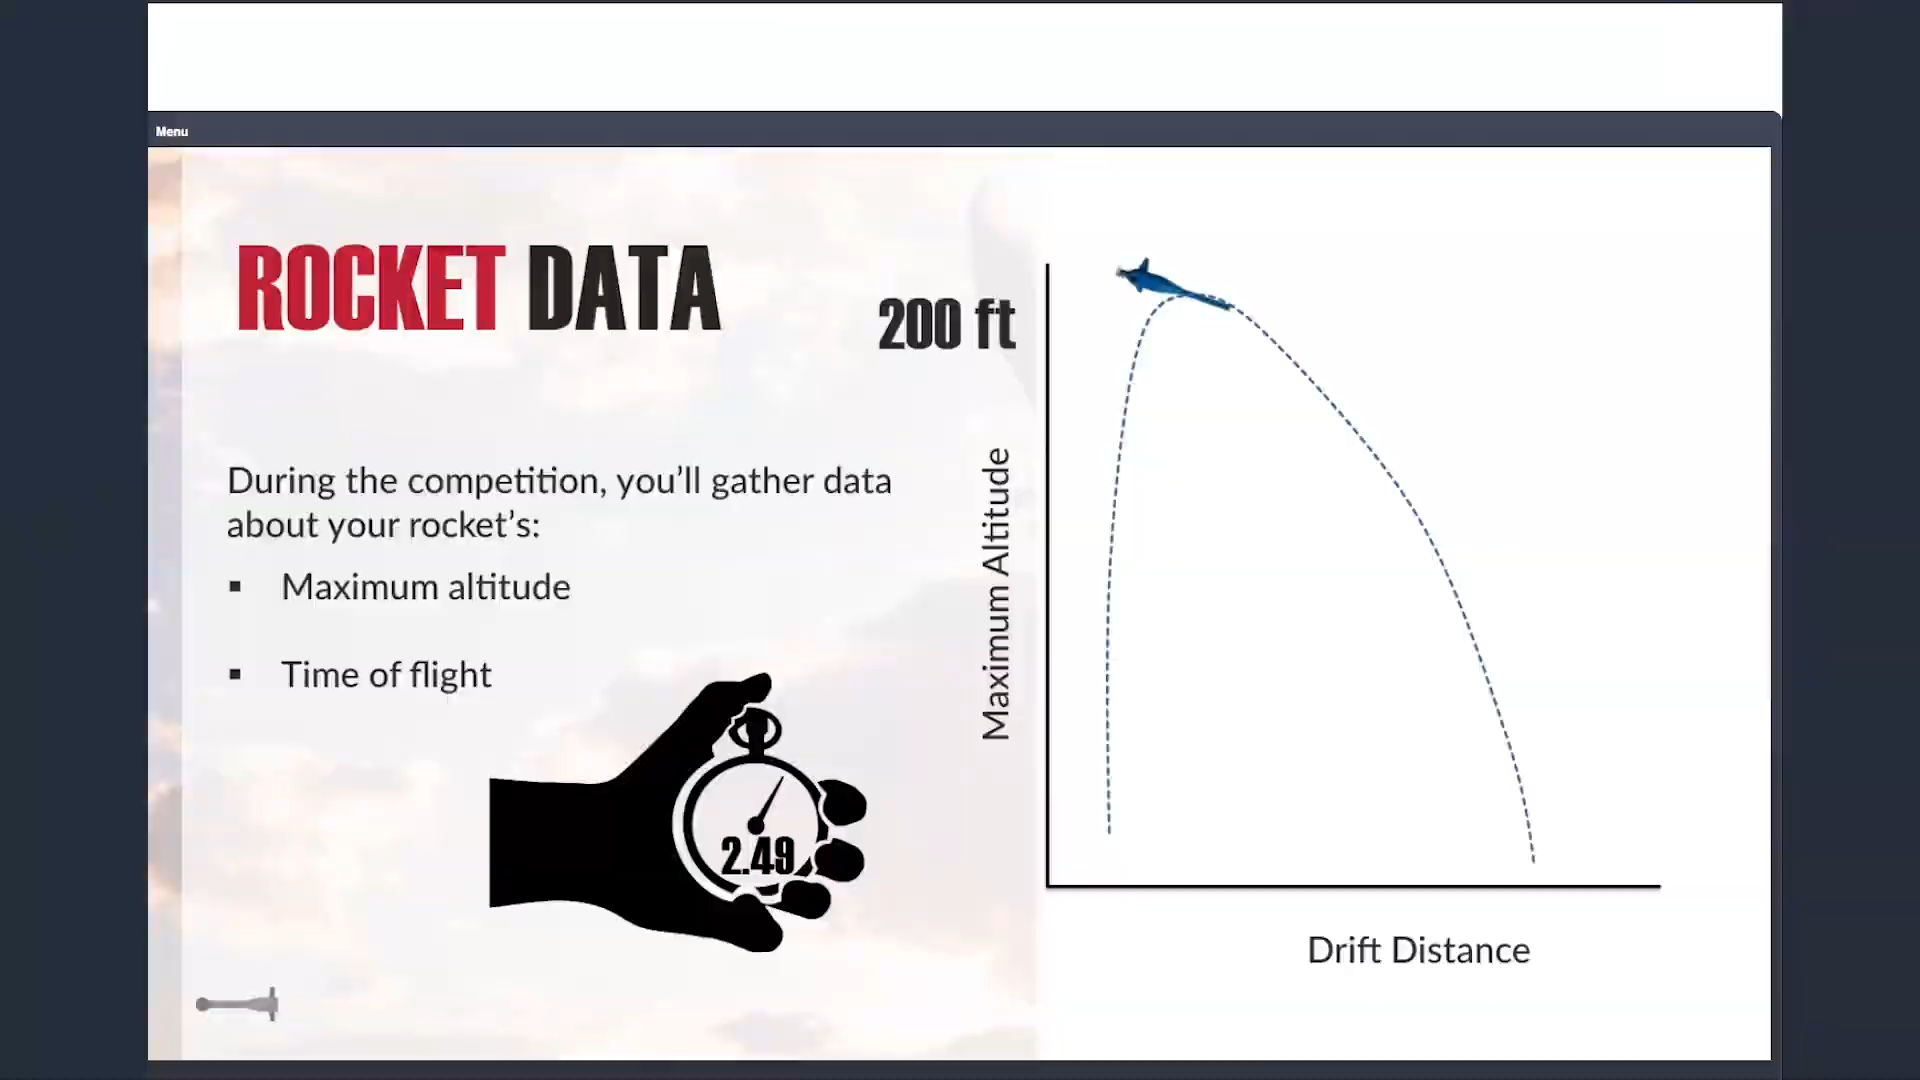 Menu
ROCKET DATA
200 ft
During the competition, you’ll gather data
about your rocket’s:
▪ Maximum altitude
▪ Time of flight
2.49
Maximum Altitude
Drift Distance